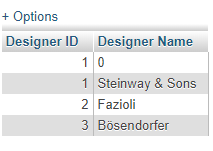 + Options
Designer ID Designer Name
1 0
1 Steinway & Sons
2 Fazioli
3 Bösendorfer